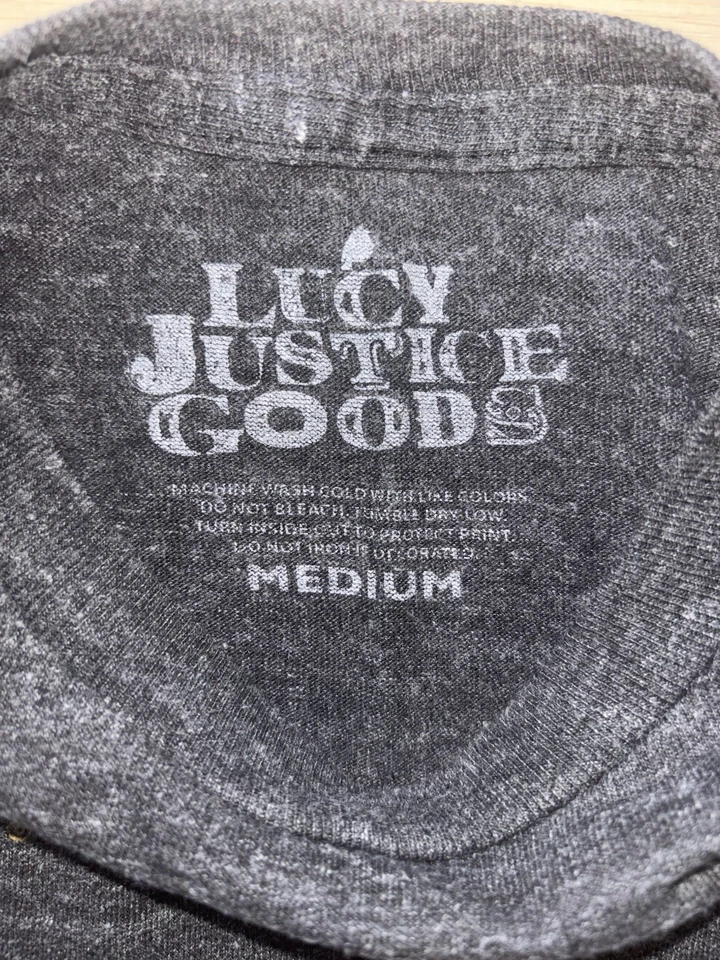 LUCY
JUSTICE
GOODS
MACHINE WASH COLD WITH LIKE COLORS.
DO NOT BLEACH. TUMBLE DRY LOW.
TURN INSIDE OUT TO PROTECT PRINT.
DO NOT IRON IF DECORATED.
MEDIUM